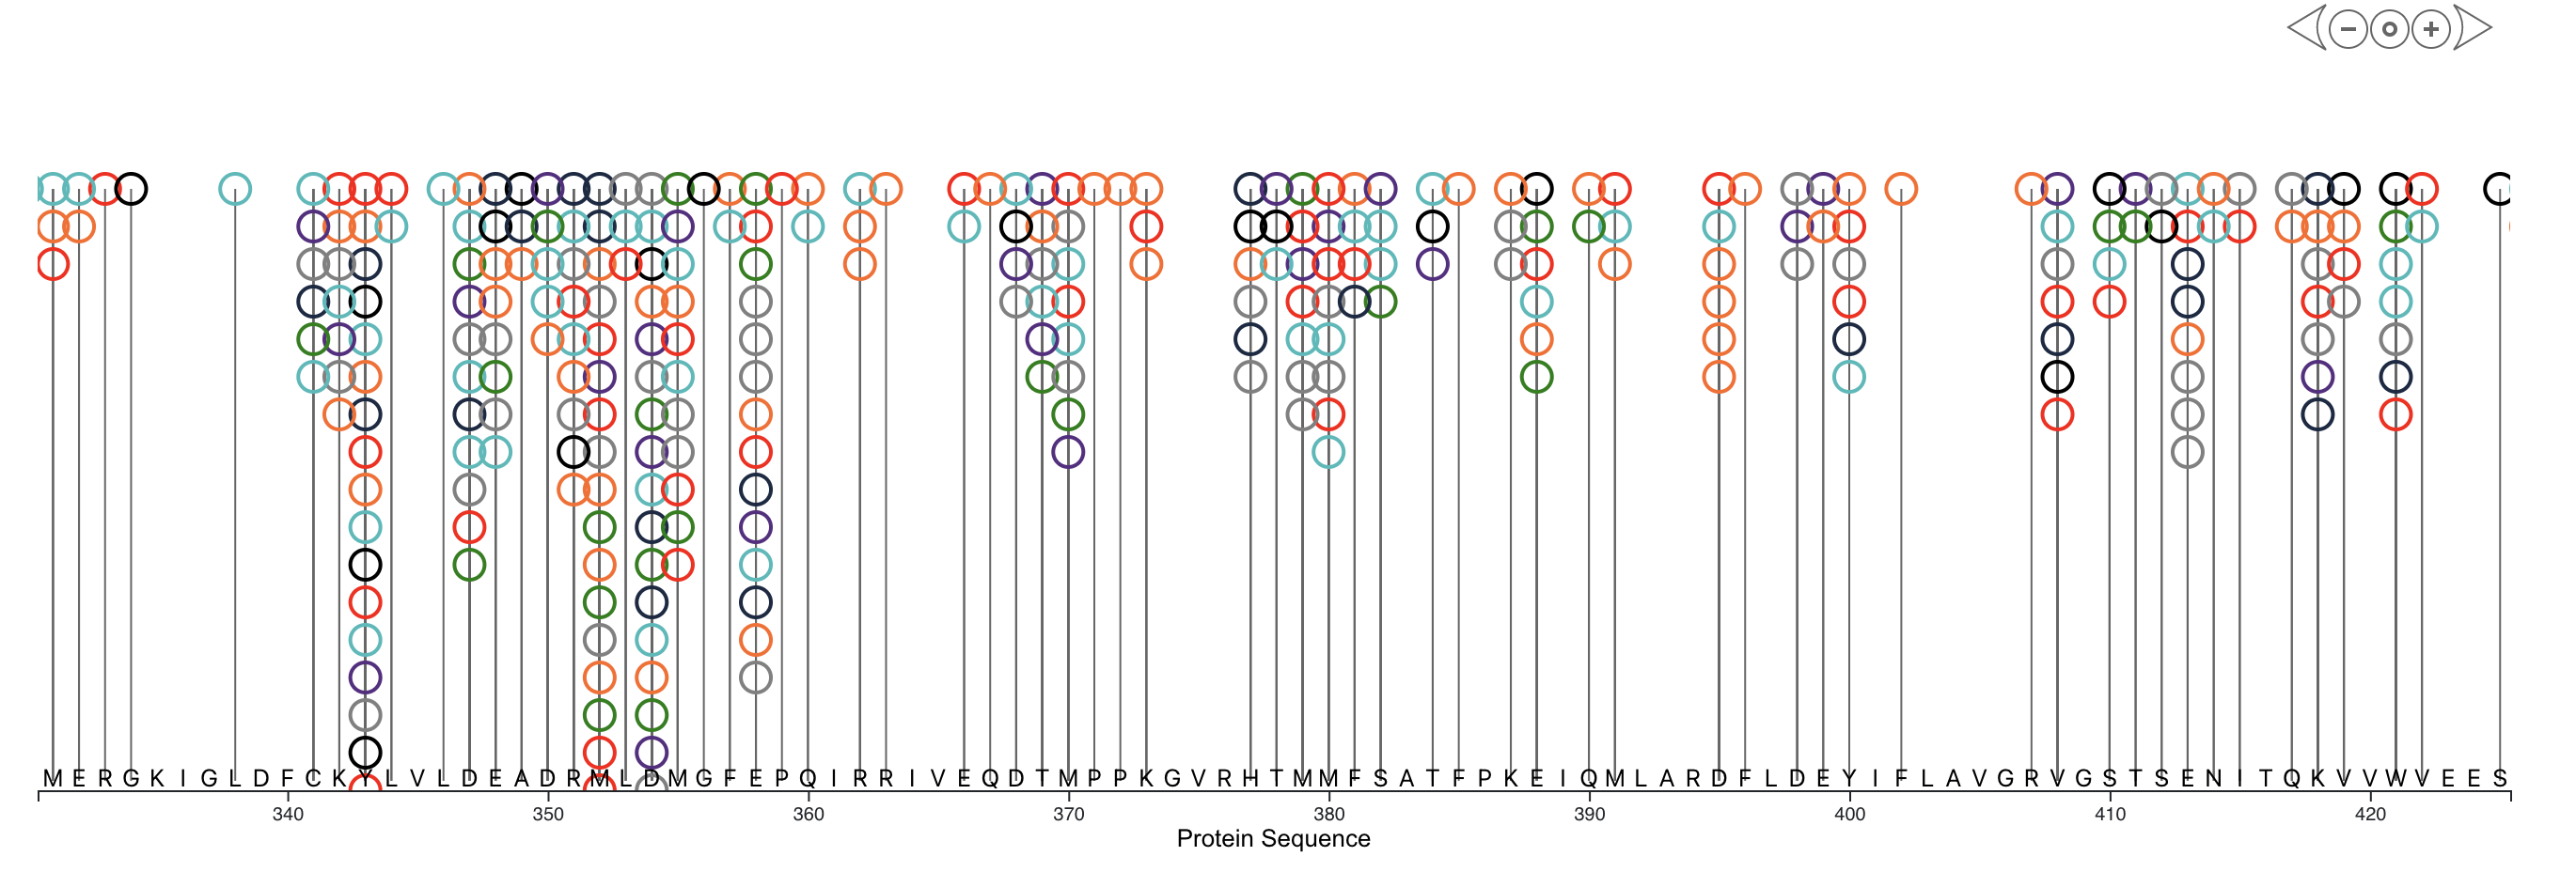 M E R G K I G L D F C K Y L V L D E A D R M L D M G F E P Q I R R I V E Q D T M P P K G V R H T M M F S A T F P K E I Q M L A R D F L D E Y I F L A V G R V G S T S E N I T Q K V V W V E E S
340 350 360 370 380 390 400 410 420
Protein Sequence